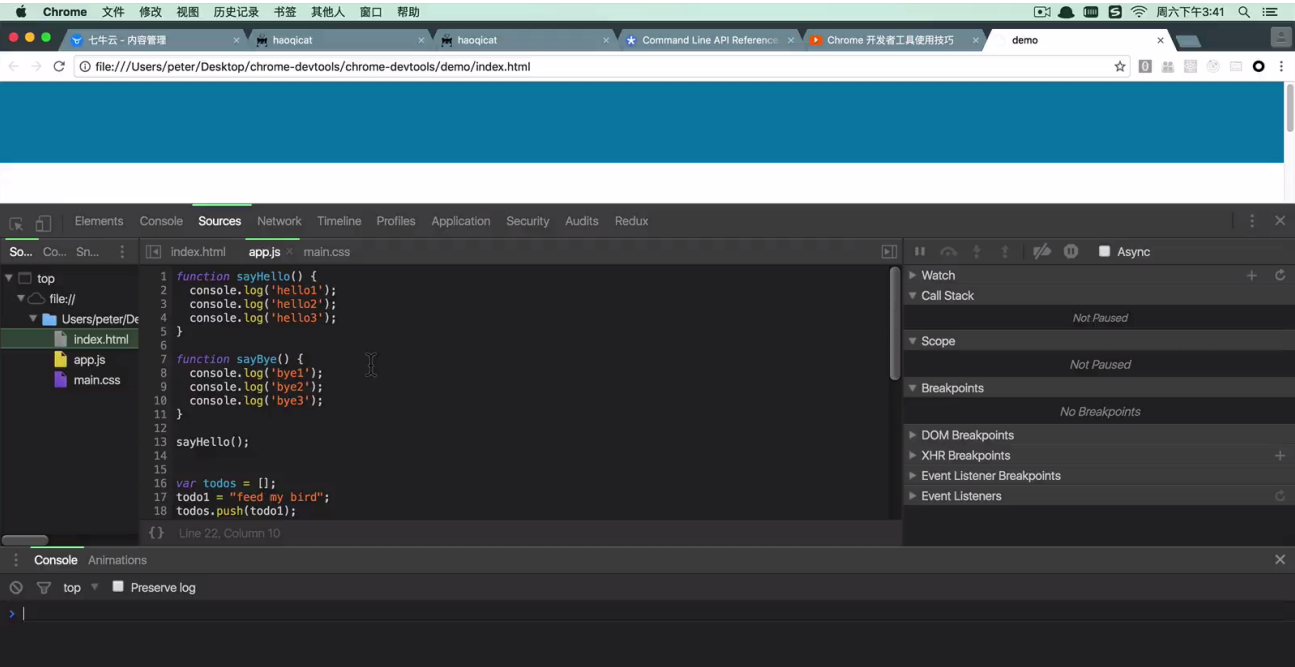 Chrome 文件 修改 视图 历史记录 书签 其他人 窗口 帮助 周六下午3:41
七牛云 - 内容管理 × haoqicat × haoqicat × Command Line API Reference × Chrome 开发者工具使用技巧 × demo ×
file:///Users/peter/Desktop/chrome-devtools/chrome-devtools/demo/index.html
Elements Console Sources Network Timeline Profiles Application Security Audits Redux
So... Co... Sn... index.html app.js × main.css Async
top
file://
Users/peter/De
index.html
app.js
main.css
1 function sayHello() {
2 console.log('hello1');
3 console.log('hello2');
4 console.log('hello3');
5 }
6
7 function sayBye() {
8 console.log('bye1');
9 console.log('bye2');
10 console.log('bye3');
11 }
12
13 sayHello();
14
15
16 var todos = [];
17 todo1 = "feed my bird";
18 todos.push(todo1);
{} Line 22, Column 10
Watch
Call Stack
Not Paused
Scope
Not Paused
Breakpoints
No Breakpoints
DOM Breakpoints
XHR Breakpoints
Event Listener Breakpoints
Event Listeners
Console Animations
top Preserve log
>